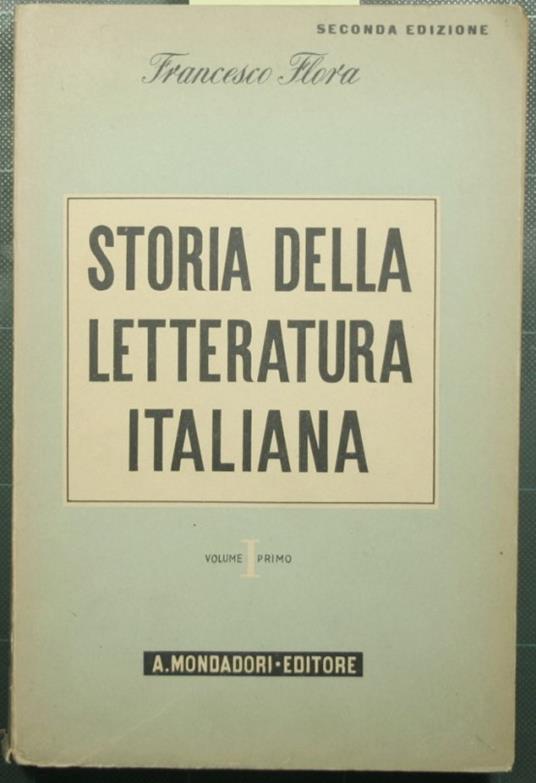 SECONDA EDIZIONE
Francesco Flora
STORIA DELLA
LETTERATURA
ITALIANA
VOLUME I PRIMO
A. MONDADORI·EDITORE